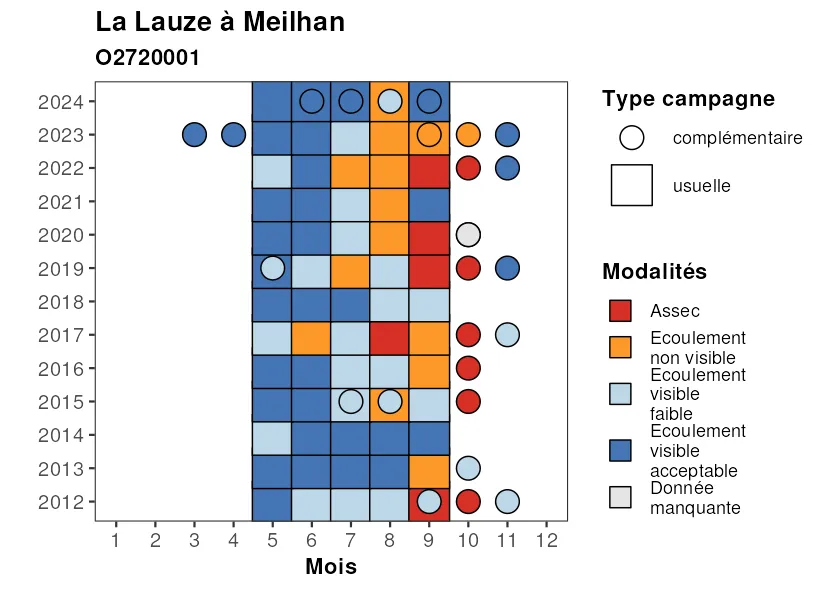 La Lauze à Meilhan
O2720001
2024
2023
2022
2021
2020
2019
2018
2017
2016
2015
2014
2013
2012
1 2 3 4 5 6 7 8 9 10 11 12
Mois
Type campagne
complémentaire
usuelle
Modalités
Assec
Ecoulement
non visible
Ecoulement
visible
faible
Ecoulement
visible
acceptable
Donnée
manquante